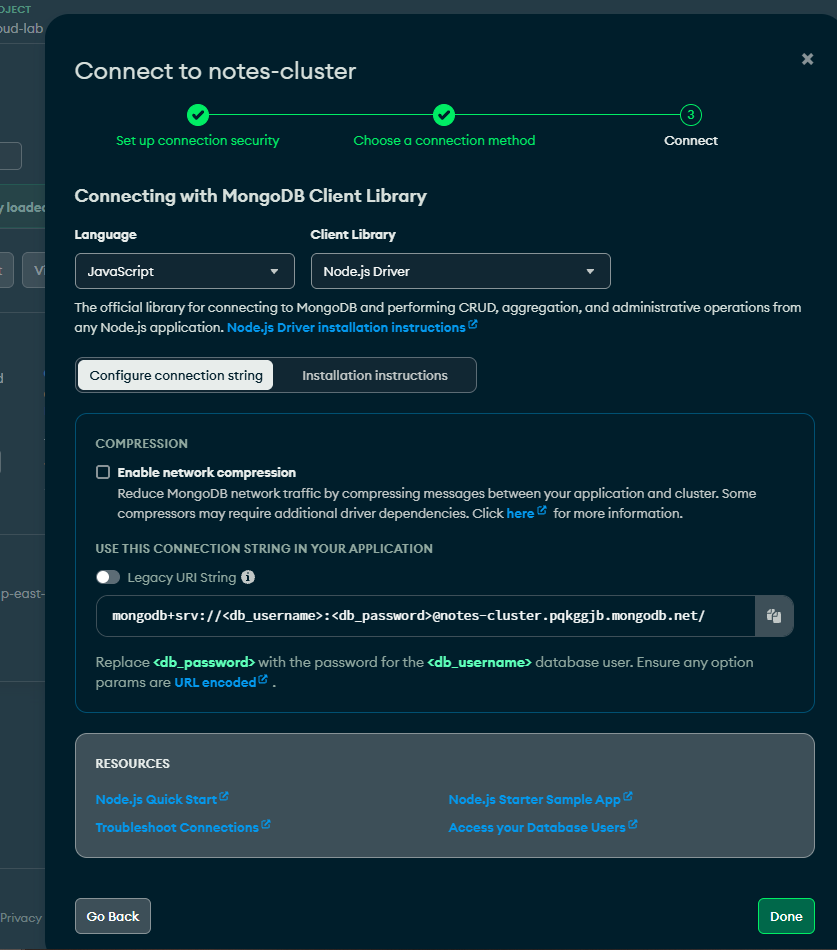 OJECT
oud-lab
Connect to notes-cluster
Set up connection security
Choose a connection method
3
Connect
y loaded
Connecting with MongoDB Client Library
Language
Client Library
JavaScript
Node.js Driver
The official library for connecting to MongoDB and performing CRUD, aggregation, and administrative operations from
any Node.js application. Node.js Driver installation instructions
Configure connection string
Installation instructions
COMPRESSION
Enable network compression
Reduce MongoDB network traffic by compressing messages between your application and cluster. Some
compressors may require additional driver dependencies. Click here for more information.
USE THIS CONNECTION STRING IN YOUR APPLICATION
Legacy URI String
p-east-
mongodb+srv://<db_username>:<db_password>@notes-cluster.pqkggjb.mongodb.net/
Replace <db_password> with the password for the <db_username> database user. Ensure any option
params are URL encoded .
RESOURCES
Node.js Quick Start
Node.js Starter Sample App
Troubleshoot Connections
Access your Database Users
Privacy
Go Back
Done